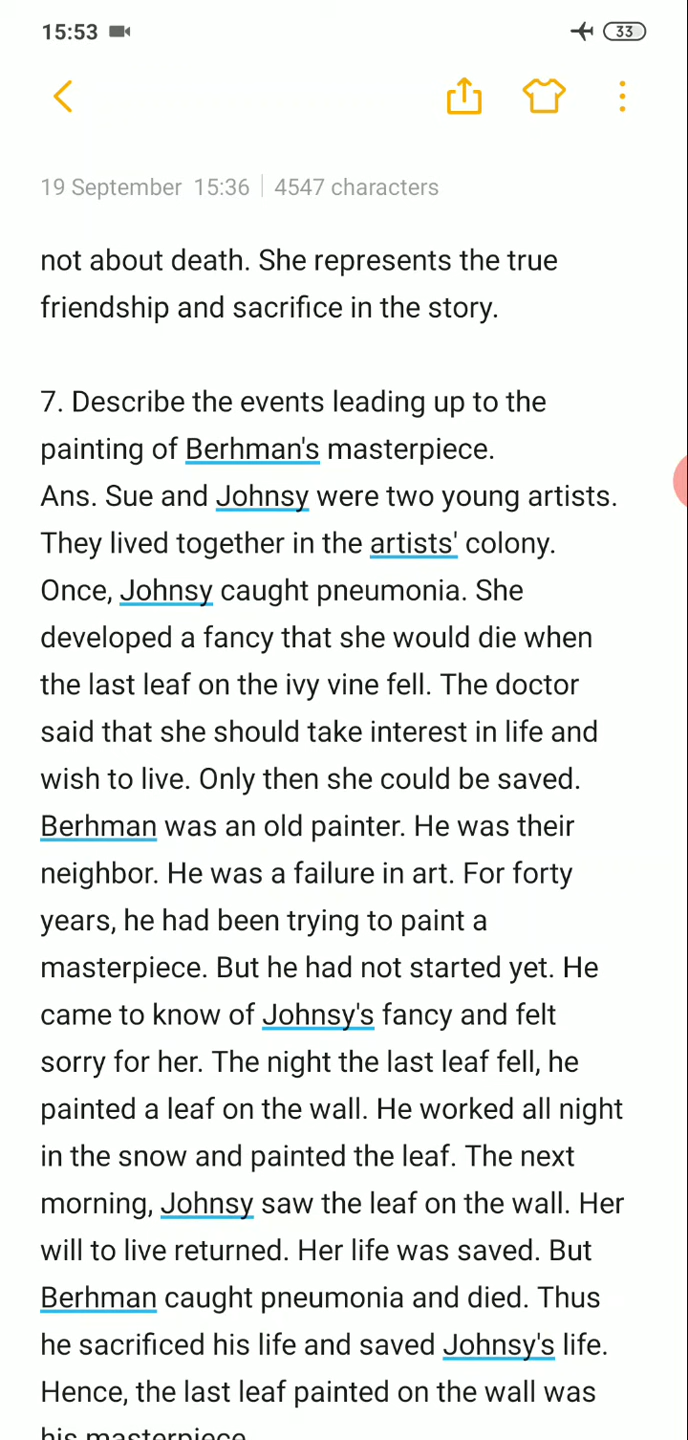 15:53
33
19 September 15:36 | 4547 characters
not about death. She represents the true
friendship and sacrifice in the story.
7. Describe the events leading up to the
painting of Berhman's masterpiece.
Ans. Sue and Johnsy were two young artists.
They lived together in the artists' colony.
Once, Johnsy caught pneumonia. She
developed a fancy that she would die when
the last leaf on the ivy vine fell. The doctor
said that she should take interest in life and
wish to live. Only then she could be saved.
Berhman was an old painter. He was their
neighbor. He was a failure in art. For forty
years, he had been trying to paint a
masterpiece. But he had not started yet. He
came to know of Johnsy's fancy and felt
sorry for her. The night the last leaf fell, he
painted a leaf on the wall. He worked all night
in the snow and painted the leaf. The next
morning, Johnsy saw the leaf on the wall. Her
will to live returned. Her life was saved. But
Berhman caught pneumonia and died. Thus
he sacrificed his life and saved Johnsy's life.
Hence, the last leaf painted on the wall was
his masterpiece